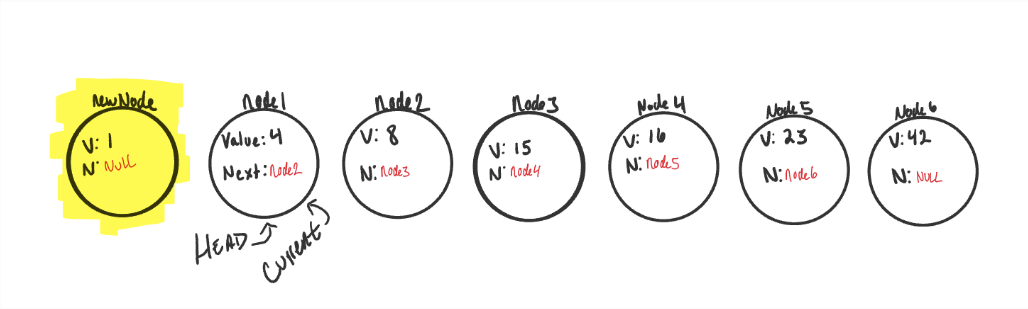 newNode
V: 1
N: NULL
Node1
Value: 4
Next: Node2
Node2
V: 8
N: Node3
Node3
V: 15
N: Node4
Node4
V: 16
N: Node5
Node5
V: 23
N: Node6
Node6
V: 42
N: NULL
HEAD
Current